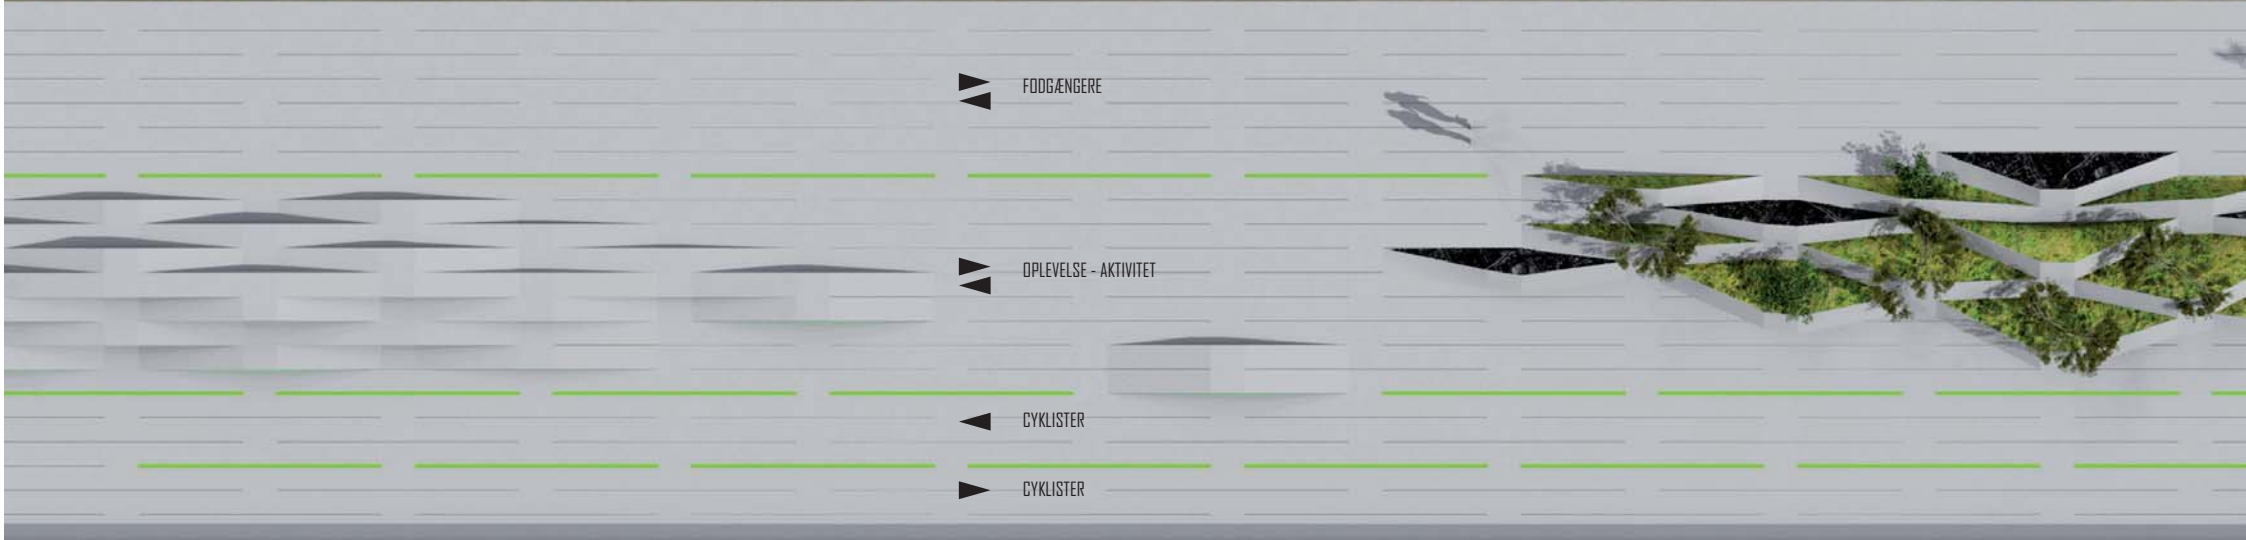 FODGÆNGERE
OPLEVELSE - AKTIVITET
CYKLISTER
CYKLISTER